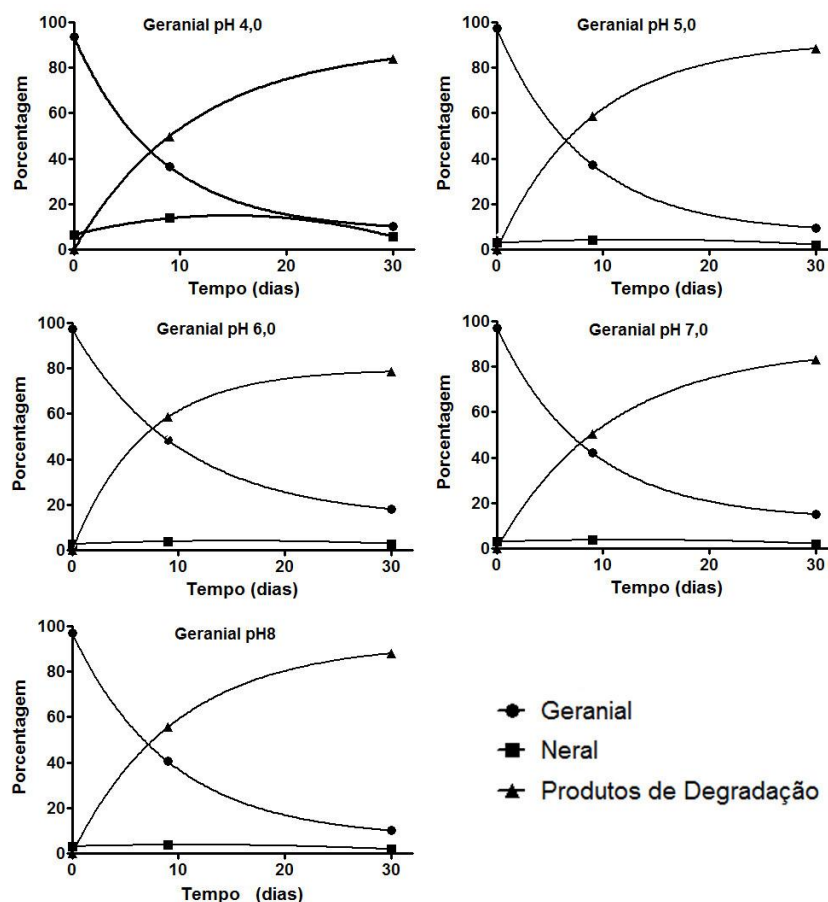 Geranial pH 4,0
Porcentagem
100
80
60
40
20
0
0 10 20 30
Tempo (dias)
Geranial pH 5,0
Porcentagem
100
80
60
40
20
0
0 10 20 30
Tempo (dias)
Geranial pH 6,0
Porcentagem
100
80
60
40
20
0
0 10 20 30
Tempo (dias)
Geranial pH 7,0
Porcentagem
100
80
60
40
20
0
0 10 20 30
Tempo (dias)
Geranial pH8
Porcentagem
100
80
60
40
20
0
0 10 20 30
Tempo (dias)
Geranial
Neral
Produtos de Degradação